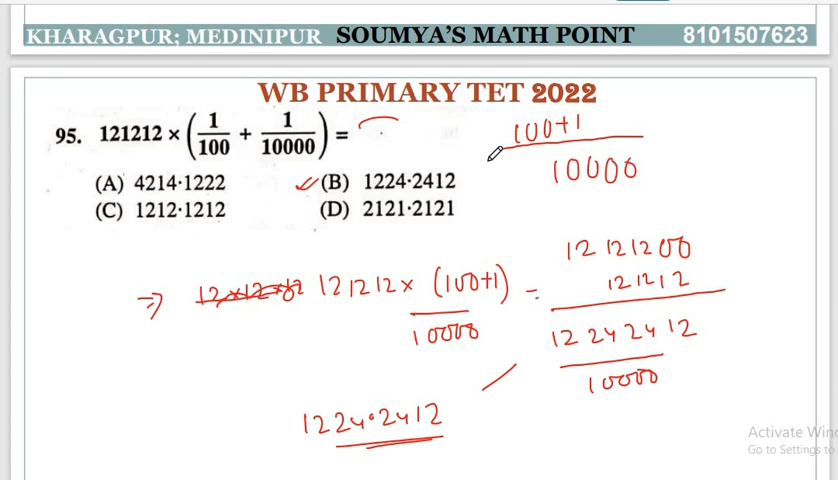 KHARAGPUR; MEDINIPUR SOUMYA'S MATH POINT 8101507623
WB PRIMARY TET 2022
95. 121212 × (1/100 + 1/10000) =
(A) 4214·1222 (B) 1224·2412
(C) 1212·1212 (D) 2121·2121
100+1
10000
⇒ 121212 × (100+1) / 10000 =
12121200
121212
12242412
10000
1224.2412
Activate Win
Go to Settings to